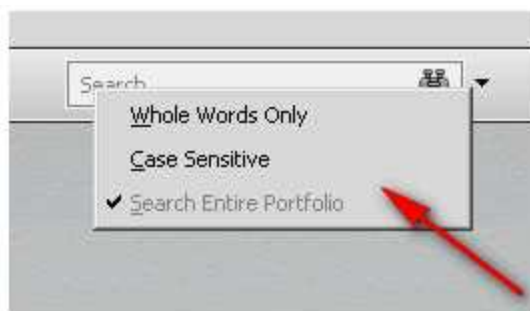 Search
Whole Words Only
Case Sensitive
Search Entire Portfolio